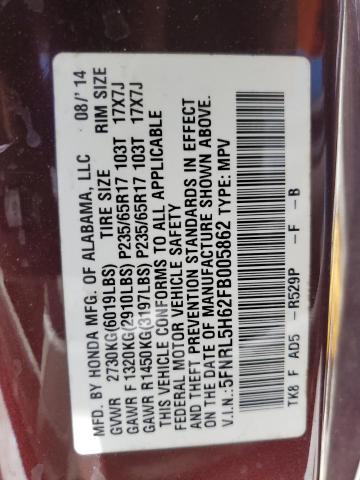 MFD. BY HONDA MFG. OF ALABAMA, LLC 08/'14
TIRE SIZE RIM SIZE
GVWR 2730KG(6019LBS)
GAWR F 1320KG(2910LBS) P235/65R17 103T 17X7J
GAWR R1450KG(3197LBS) P235/65R17 103T 17X7J
THIS VEHICLE CONFORMS TO ALL APPLICABLE
FEDERAL MOTOR VEHICLE SAFETY
AND THEFT PREVENTION STANDARDS IN EFFECT
ON THE DATE OF MANUFACTURE SHOWN ABOVE.
V.I.N.:5FNRL5H62FB005862 TYPE: MPV
TK8 F AD5 -R529P -F -B